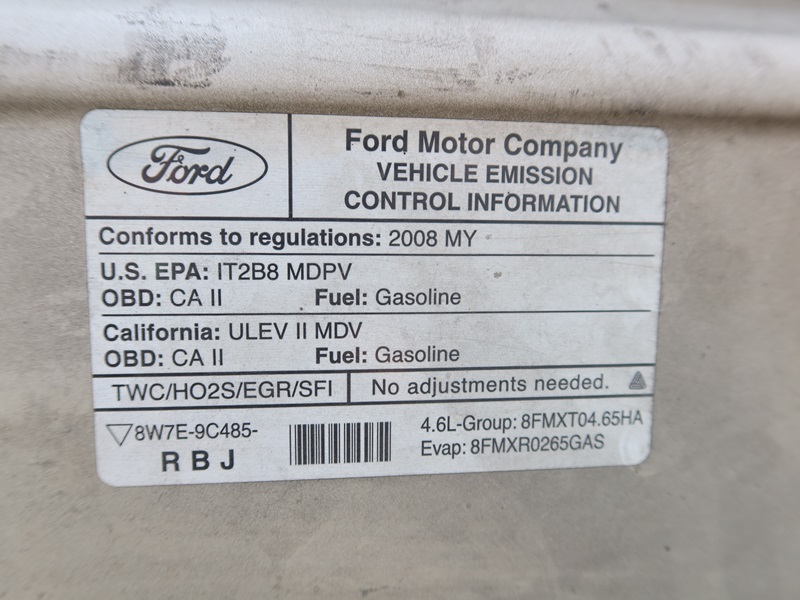 Ford
Ford Motor Company
VEHICLE EMISSION
CONTROL INFORMATION
Conforms to regulations: 2008 MY
U.S. EPA: IT2B8 MDPV
OBD: CA II Fuel: Gasoline
California: ULEV II MDV
OBD: CA II Fuel: Gasoline
TWC/HO2S/EGR/SFI No adjustments needed.
8W7E-9C485-
R B J
4.6L-Group: 8FMXT04.65HA
Evap: 8FMXR0265GAS